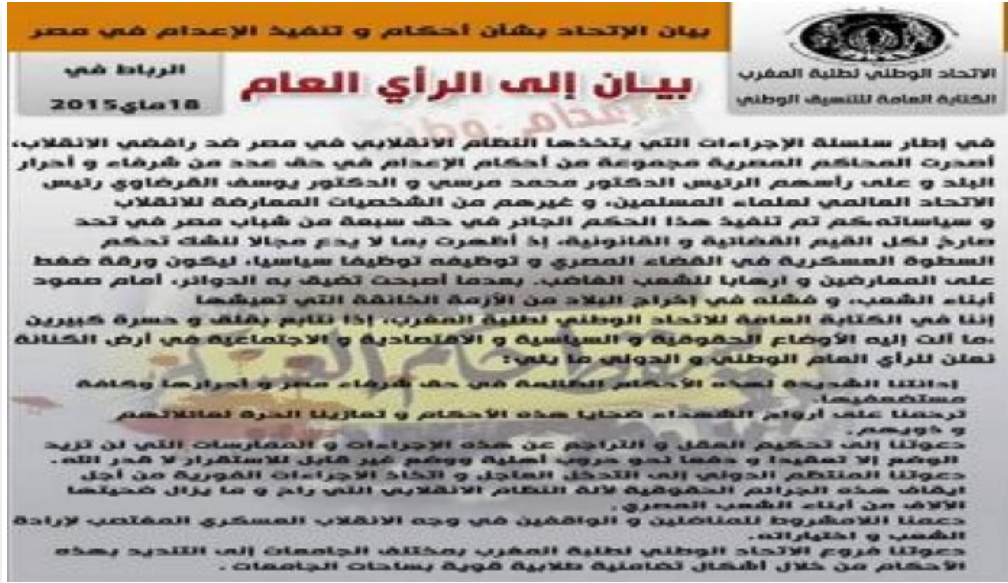 بيان الإتحاد بشأن أحكام و تنفيذ الإعدام في مصر
الاتحاد الوطني لطلبة المغرب
الكتابة العامة للتنسيق الوطني
الرباط في
18ماي2015
بيـان إلى الرأي العام
في إطار سلسلة الإجراءات التي يتخذها النظام الانقلابي في مصر ضد رافضي الانقلاب،
أصدرت المحاكم المصرية مجموعة من أحكام الإعدام في حق عدد من شرفاء و أحرار
البلد و على رأسهم الرئيس الدكتور محمد مرسي و الدكتور يوسف القرضاوي رئيس
الاتحاد العالمي لعلماء المسلمين، و غيرهم من الشخصيات المعارضة للانقلاب
و سياساته،كم تم تنفيذ هذا الحكم الجائر في حق سبعة من شباب مصر في تحد
صارخ لكل القيم القضائية و القانونية، إذ أظهرت بما لا يدع مجالا للشك تحكم
السطوة العسكرية في القضاء المصري و توظيفه توظيفا سياسيا، ليكون ورقة ضغط
على المعارضين و ارهابا للشعب الغاضب. بعدما أصبحت تضيق به الدوائر، أمام صمود
أبناء الشعب، و فشله في إخراج البلاد من الأزمة الخانقة التي تعيشها
إننا في الكتابة العامة للاتحاد الوطني لطلبة المغرب، إذا نتابع بقلق و حسرة كبيرين
،ما آلت إليه الأوضاع الحقوقية و السياسية و الاقتصادية و الاجتماعية في أرض الكنانة
نعلن للرأي العام الوطني و الدولي ما يلي :
إدانتنا الشديدة لهذه الأحكام الظالمة في حق شرفاء مصر و أحرارها وكافة
مستضعفيها.
ترحمنا على أرواح الشهداء ضحايا هذه الأحكام و تعازينا الحرة لعائلاتهم
و ذويهم .
دعوتنا إلى تحكيم العقل و التراجع عن هذه الإجراءات و الممارسات التي لن تزيد
الوضع إلا تعقيدا و دفعا نحو حروب أهلية ووضع غير قابل للاستقرار لا قدر الله.
دعوتنا المنتظم الدولي إلى التدخل العاجل و اتخاذ الإجراءات الفورية من أجل
ايقاف هذه الجرائم الحقوقية لآلة النظام الانقلابي التي راح و ما يزال ضحيتها
الآلاف من أبناء الشعب المصري .
دعمنا اللامشروط للمناضلين و الواقفين في وجه الانقلاب العسكري المغتصب لإرادة
الشعب و اختياراته.
دعوتنا فروع الاتحاد الوطني لطلبة المغرب بمختلف الجامعات إلى التنديد بهذه
الأحكام من خلال أشكال تضامنية طلابية قوية بساحات الجامعات .